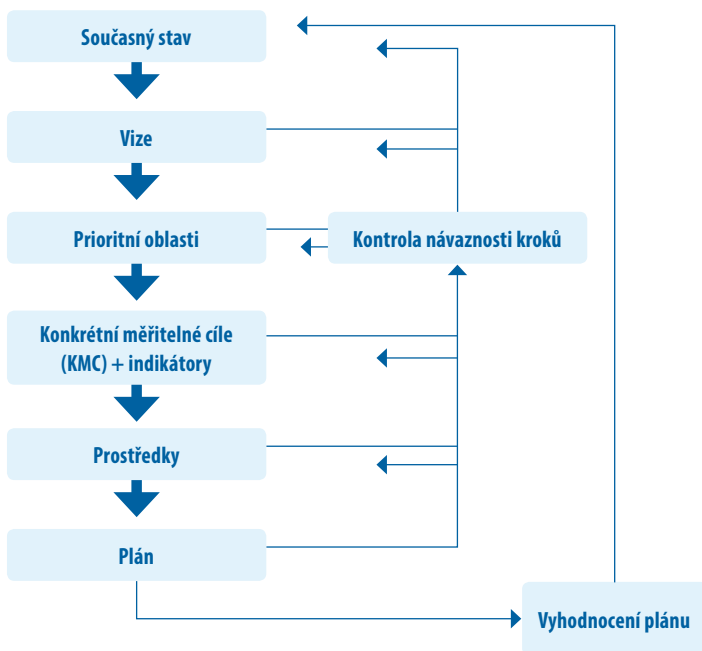 Současný stav
Vize
Prioritní oblasti
Kontrola návaznosti kroků
Konkrétní měřitelné cíle
(KMC) + indikátory
Prostředky
Plán
Vyhodnocení plánu